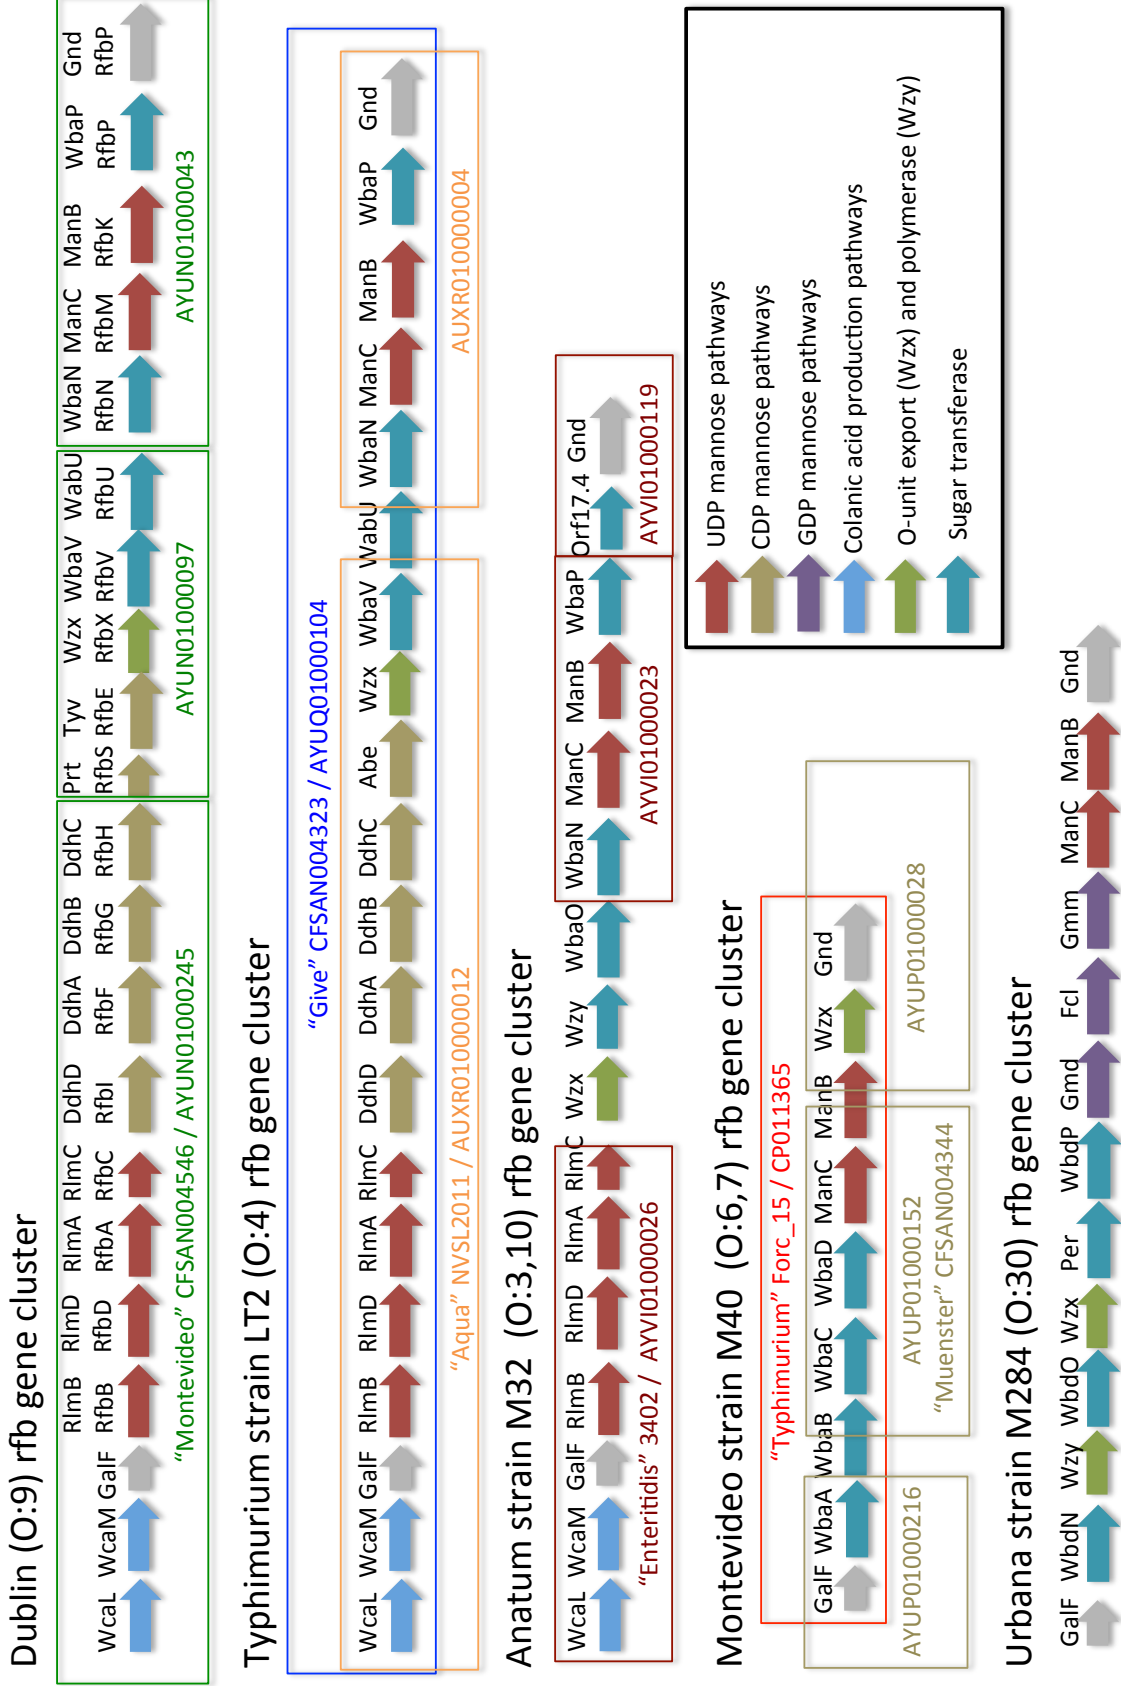 Dublin (O:9) rfb gene cluster
WcaL WcaM GalF RlmB RlmD RlmA RlmC DdhD DdhA DdhB DdhC Prt Tyv Wzx WbaV WabU WbaN ManC ManB WbaP Gnd
RfbB RfbD RfbA RfbC RfbI RfbF RfbG RfbH RfbS RfbE RfbX RfbV RfbU RfbN RfbM RfbK RfbP RfbP
"Montevideo" CFSAN004546 / AYUN01000245 AYUN01000097 AYUN01000043
Typhimurium strain LT2 (O:4) rfb gene cluster
"Give" CFSAN004323 / AYUQ01000104
WcaL WcaM GalF RlmB RlmD RlmA RlmC DdhD DdhA DdhB DdhC Abe Wzx WbaV WabU WbaN ManC ManB WbaP Gnd
"Aqua" NVSL2011 / AUXR01000012 AUXR010000004
Anatum strain M32 (O:3,10) rfb gene cluster
WcaL WcaM GalF RlmB RlmD RlmA RlmC Wzx Wzy WbaO WbaN ManC ManB WbaP Orf17.4 Gnd
"Enteritidis" 3402 / AYVI01000026 AYVI01000023 AYVI01000119
Montevideo strain M40 (O:6,7) rfb gene cluster
"Typhimurium" Forc_15 / CP011365
GalF WbaA WbaB WbaC WbaD ManC ManB Wzx Gnd
AYUP01000216 AYUP01000152 AYUP01000028
"Muenster" CFSAN004344
Urbana strain M284 (O:30) rfb gene cluster
GalF WbdN Wzy WbdO Wzx Per WbdP Gmd Fcl Gmm ManC ManB Gnd
UDP mannose pathways
CDP mannose pathways
GDP mannose pathways
Colanic acid production pathways
O-unit export (Wzx) and polymerase (Wzy)
Sugar transferase